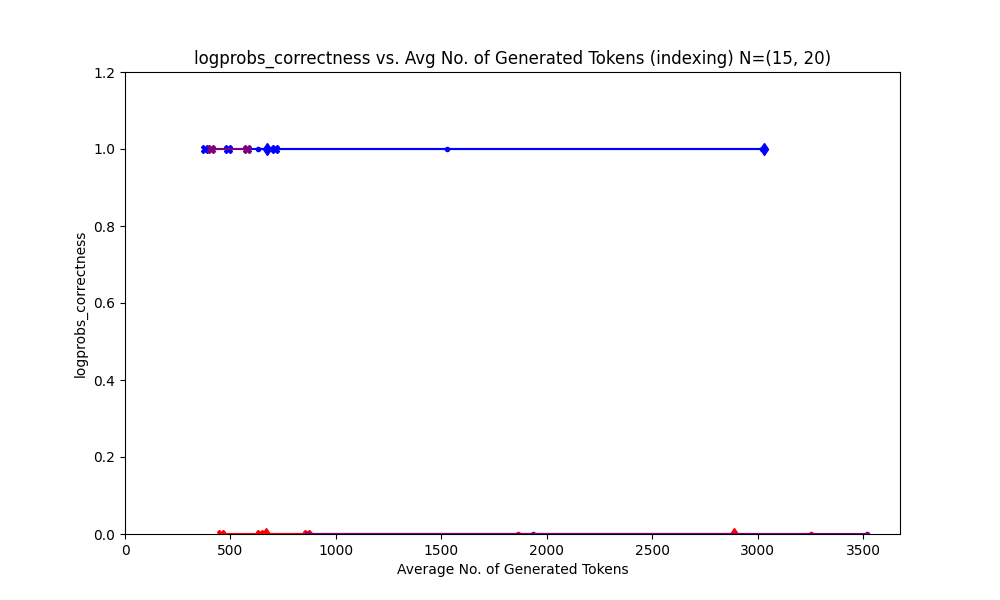 logprobs_correctness vs. Avg No. of Generated Tokens (indexing) N=(15, 20)
1.2
1.0
0.8
0.6
0.4
0.2
0.0
logprobs_correctness
0 500 1000 1500 2000 2500 3000 3500
Average No. of Generated Tokens